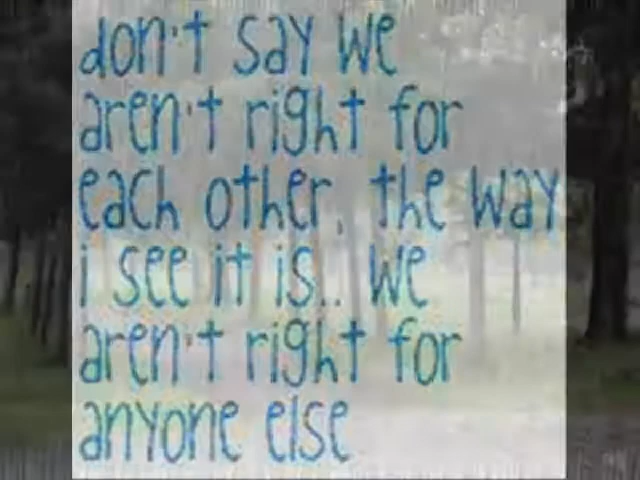 don't say we
aren't right for
each other, the way
i see it is.. we
aren't right for
anyone else